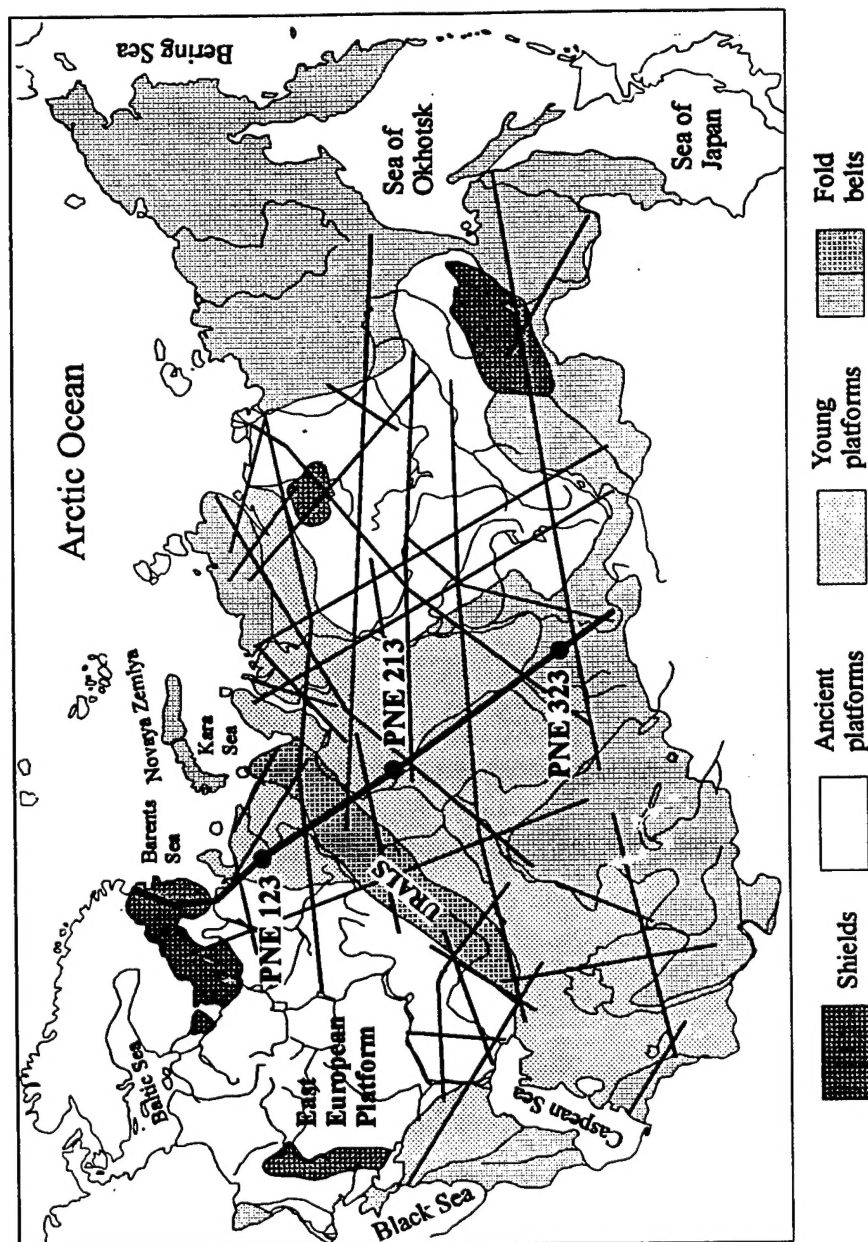 Arctic Ocean
Bering Sea
Barents
Sea
Novaya Zemlya
Kara
Sea
Sea of
Okhotsk
Sea of
Japan
Baltic Sea
PNE 123
PNE 213
PNE 323
URALS
East
European
Platform
Black Sea
Caspean Sea
Shields
Ancient
platforms
Young
platforms
Fold
belts